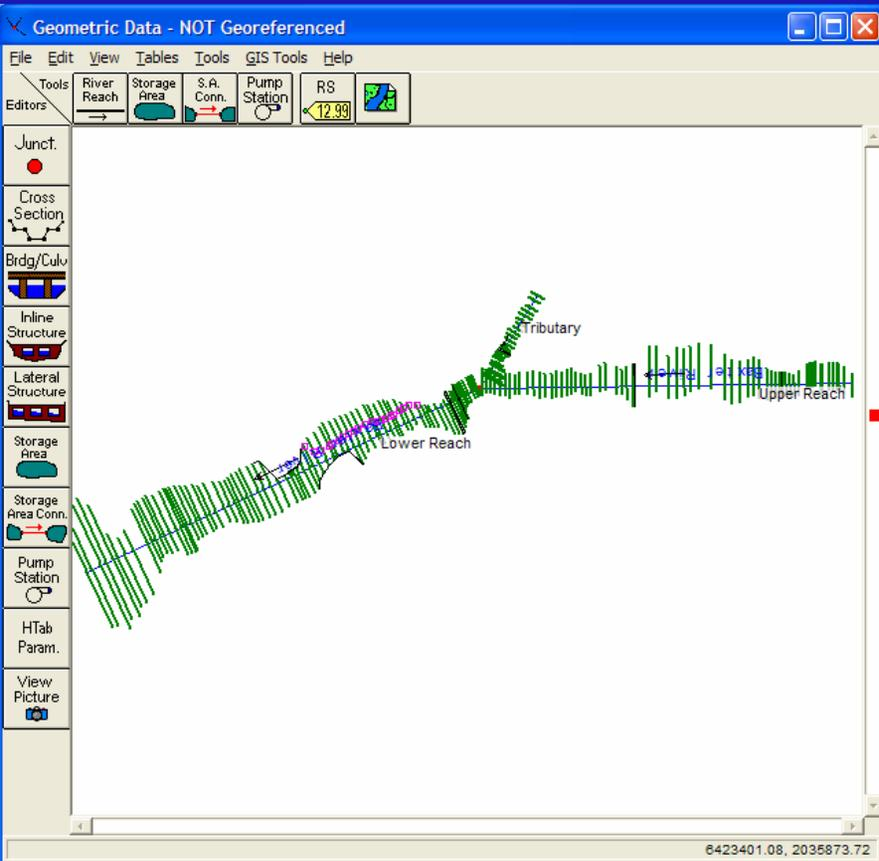 Geometric Data - NOT Georeferenced
File Edit View Tables Tools GIS Tools Help
Tools
Editors
River
Reach
Storage
Area
S.A.
Conn.
Pump
Station
RS
12.99
Junct.
Cross
Section
Brdg/Culv
Inline
Structure
Lateral
Structure
Storage
Area
Storage
Area Conn.
Pump
Station
HTab
Param.
View
Picture
Tributary
Baxter River
Upper Reach
Lower Reach
6423401.08, 2035873.72